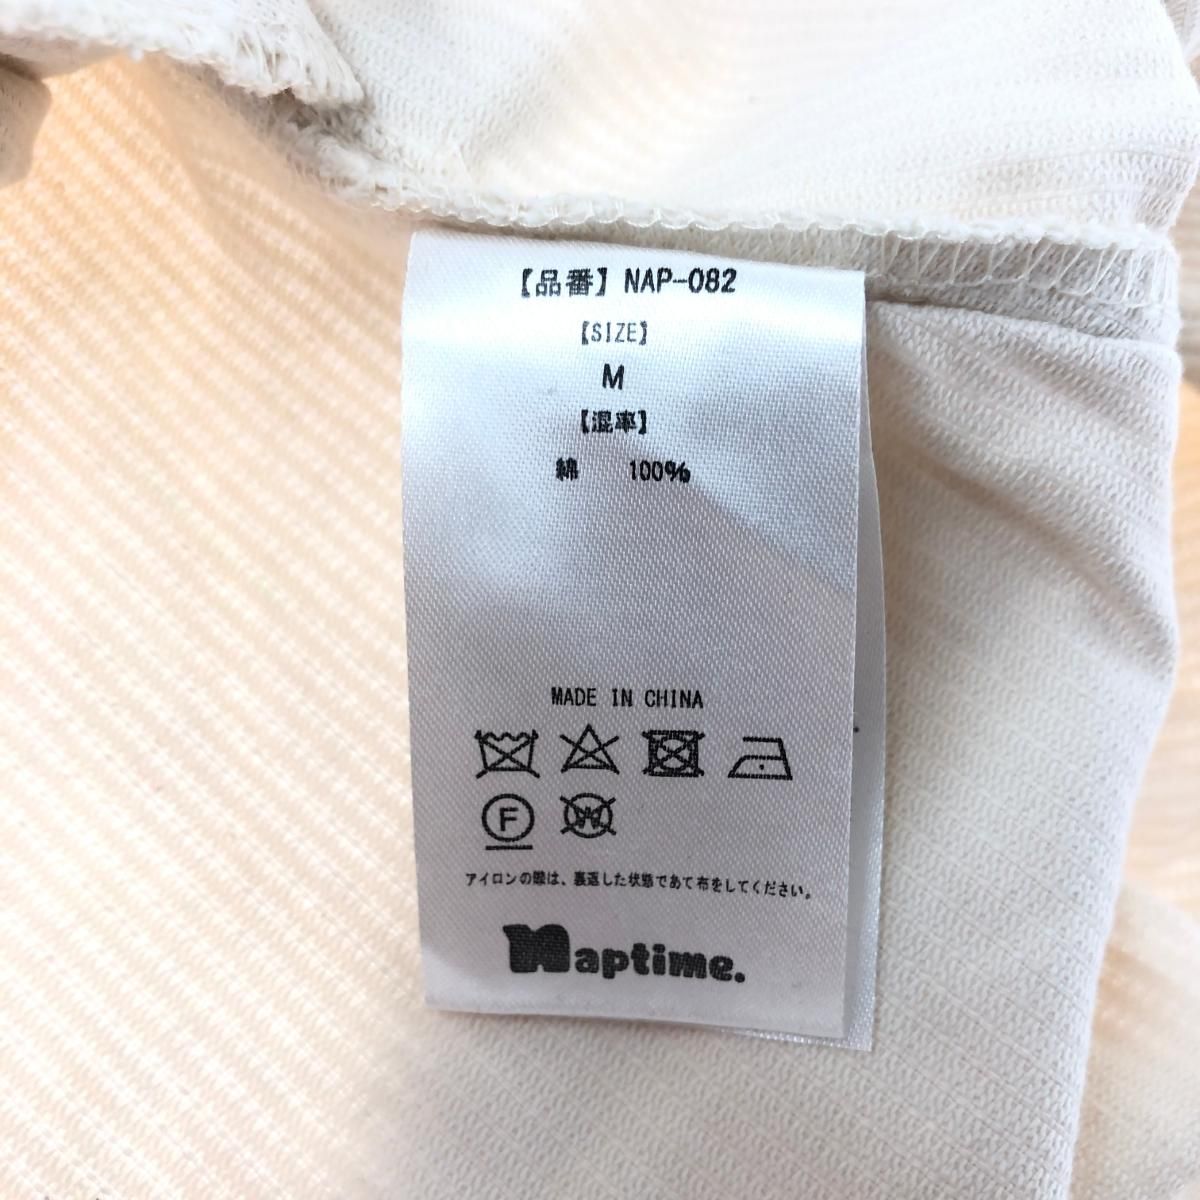 【品番】 NAP-082
【SIZE】
M
【混率】
綿 100%
MADE IN CHINA
F
W
アイロンの際は、裏返した状態であて布をしてください。
Naptime.